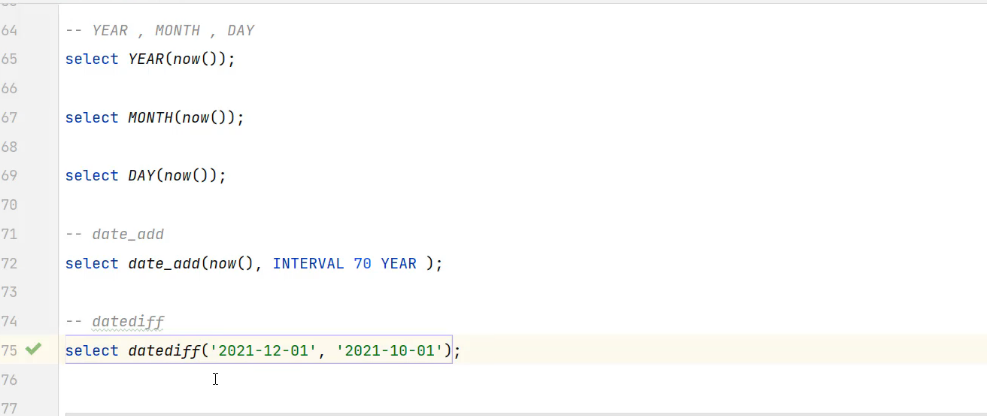 64 -- YEAR , MONTH , DAY
65 select YEAR(now());
66
67 select MONTH(now());
68
69 select DAY(now());
70
71 -- date_add
72 select date_add(now(), INTERVAL 70 YEAR );
73
74 -- datediff
75 select datediff('2021-12-01', '2021-10-01');
76
77